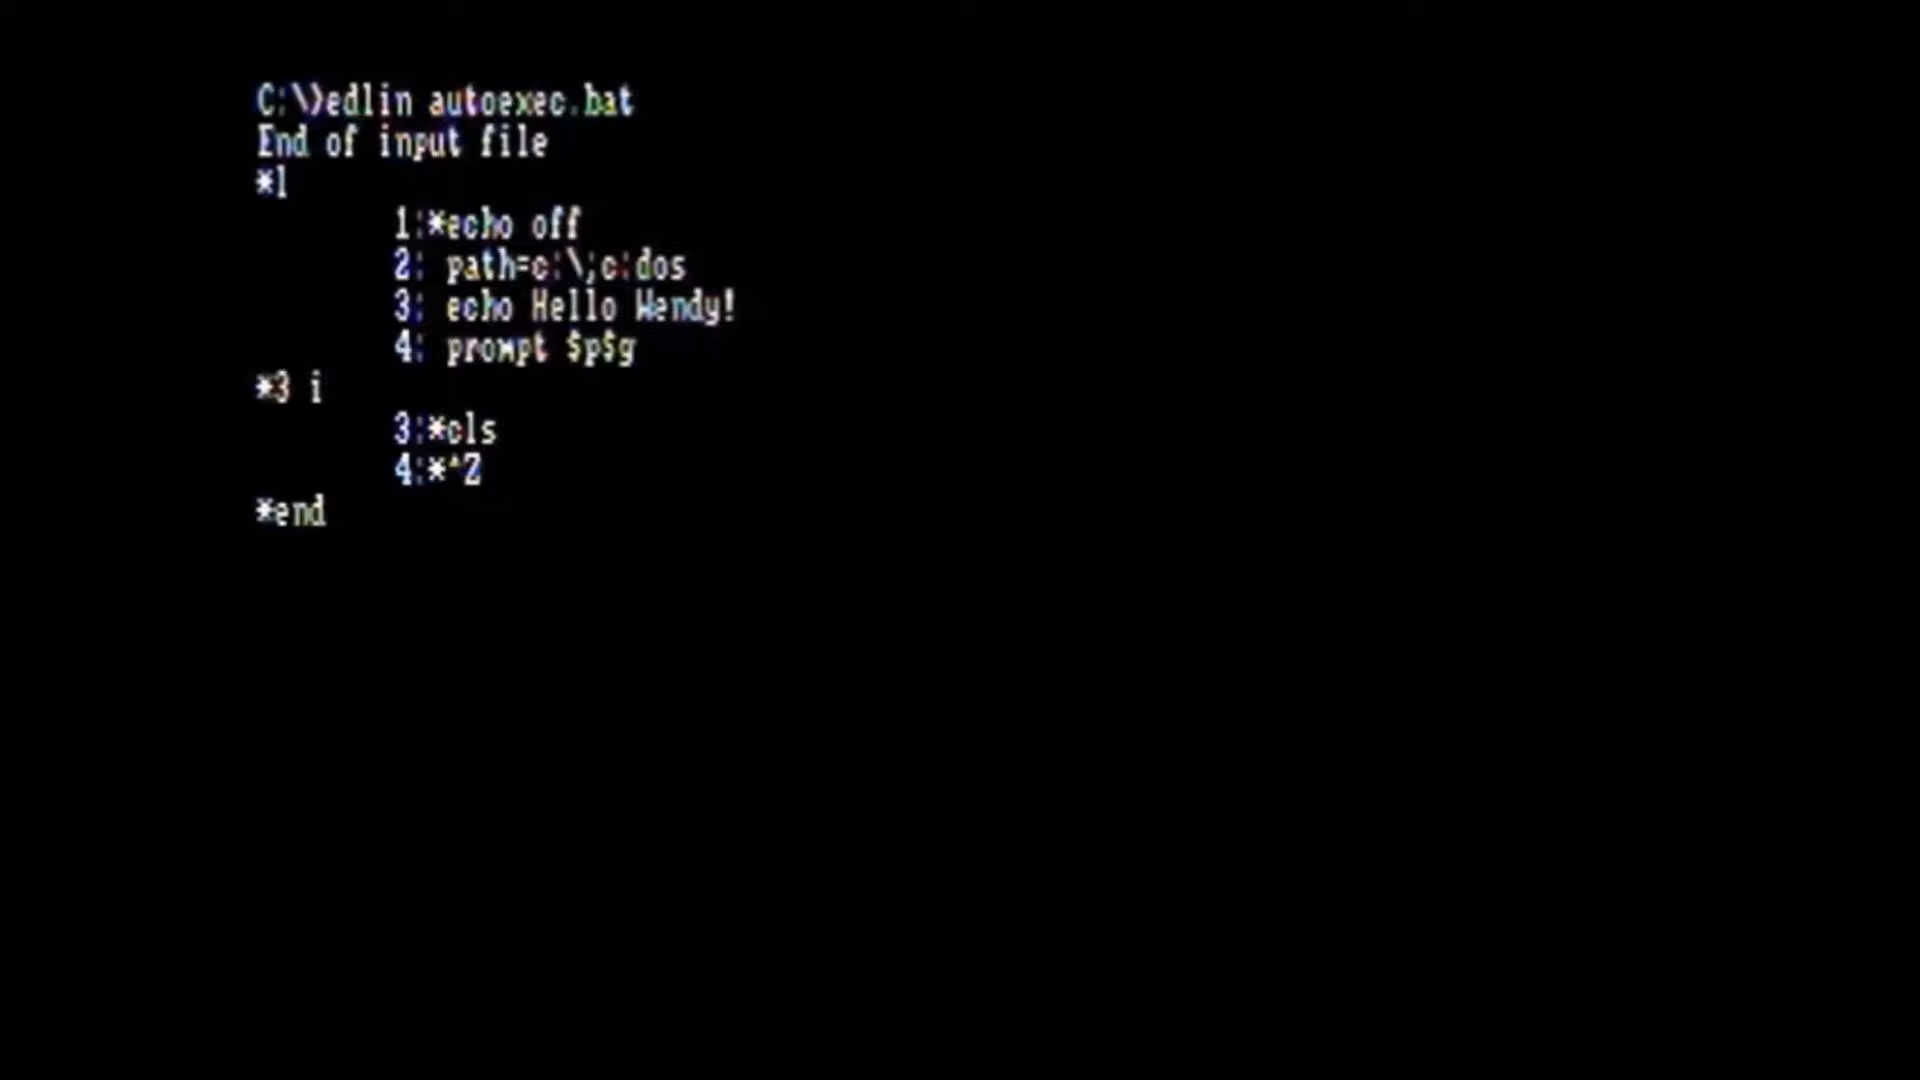 C:\>edlin autoexec.bat
End of input file
*l
1:*echo off
2: path=c:\;c:dos
3: echo Hello Wendy!
4: prompt $p$g
*3 i
3:*cls
4:*^Z
*end